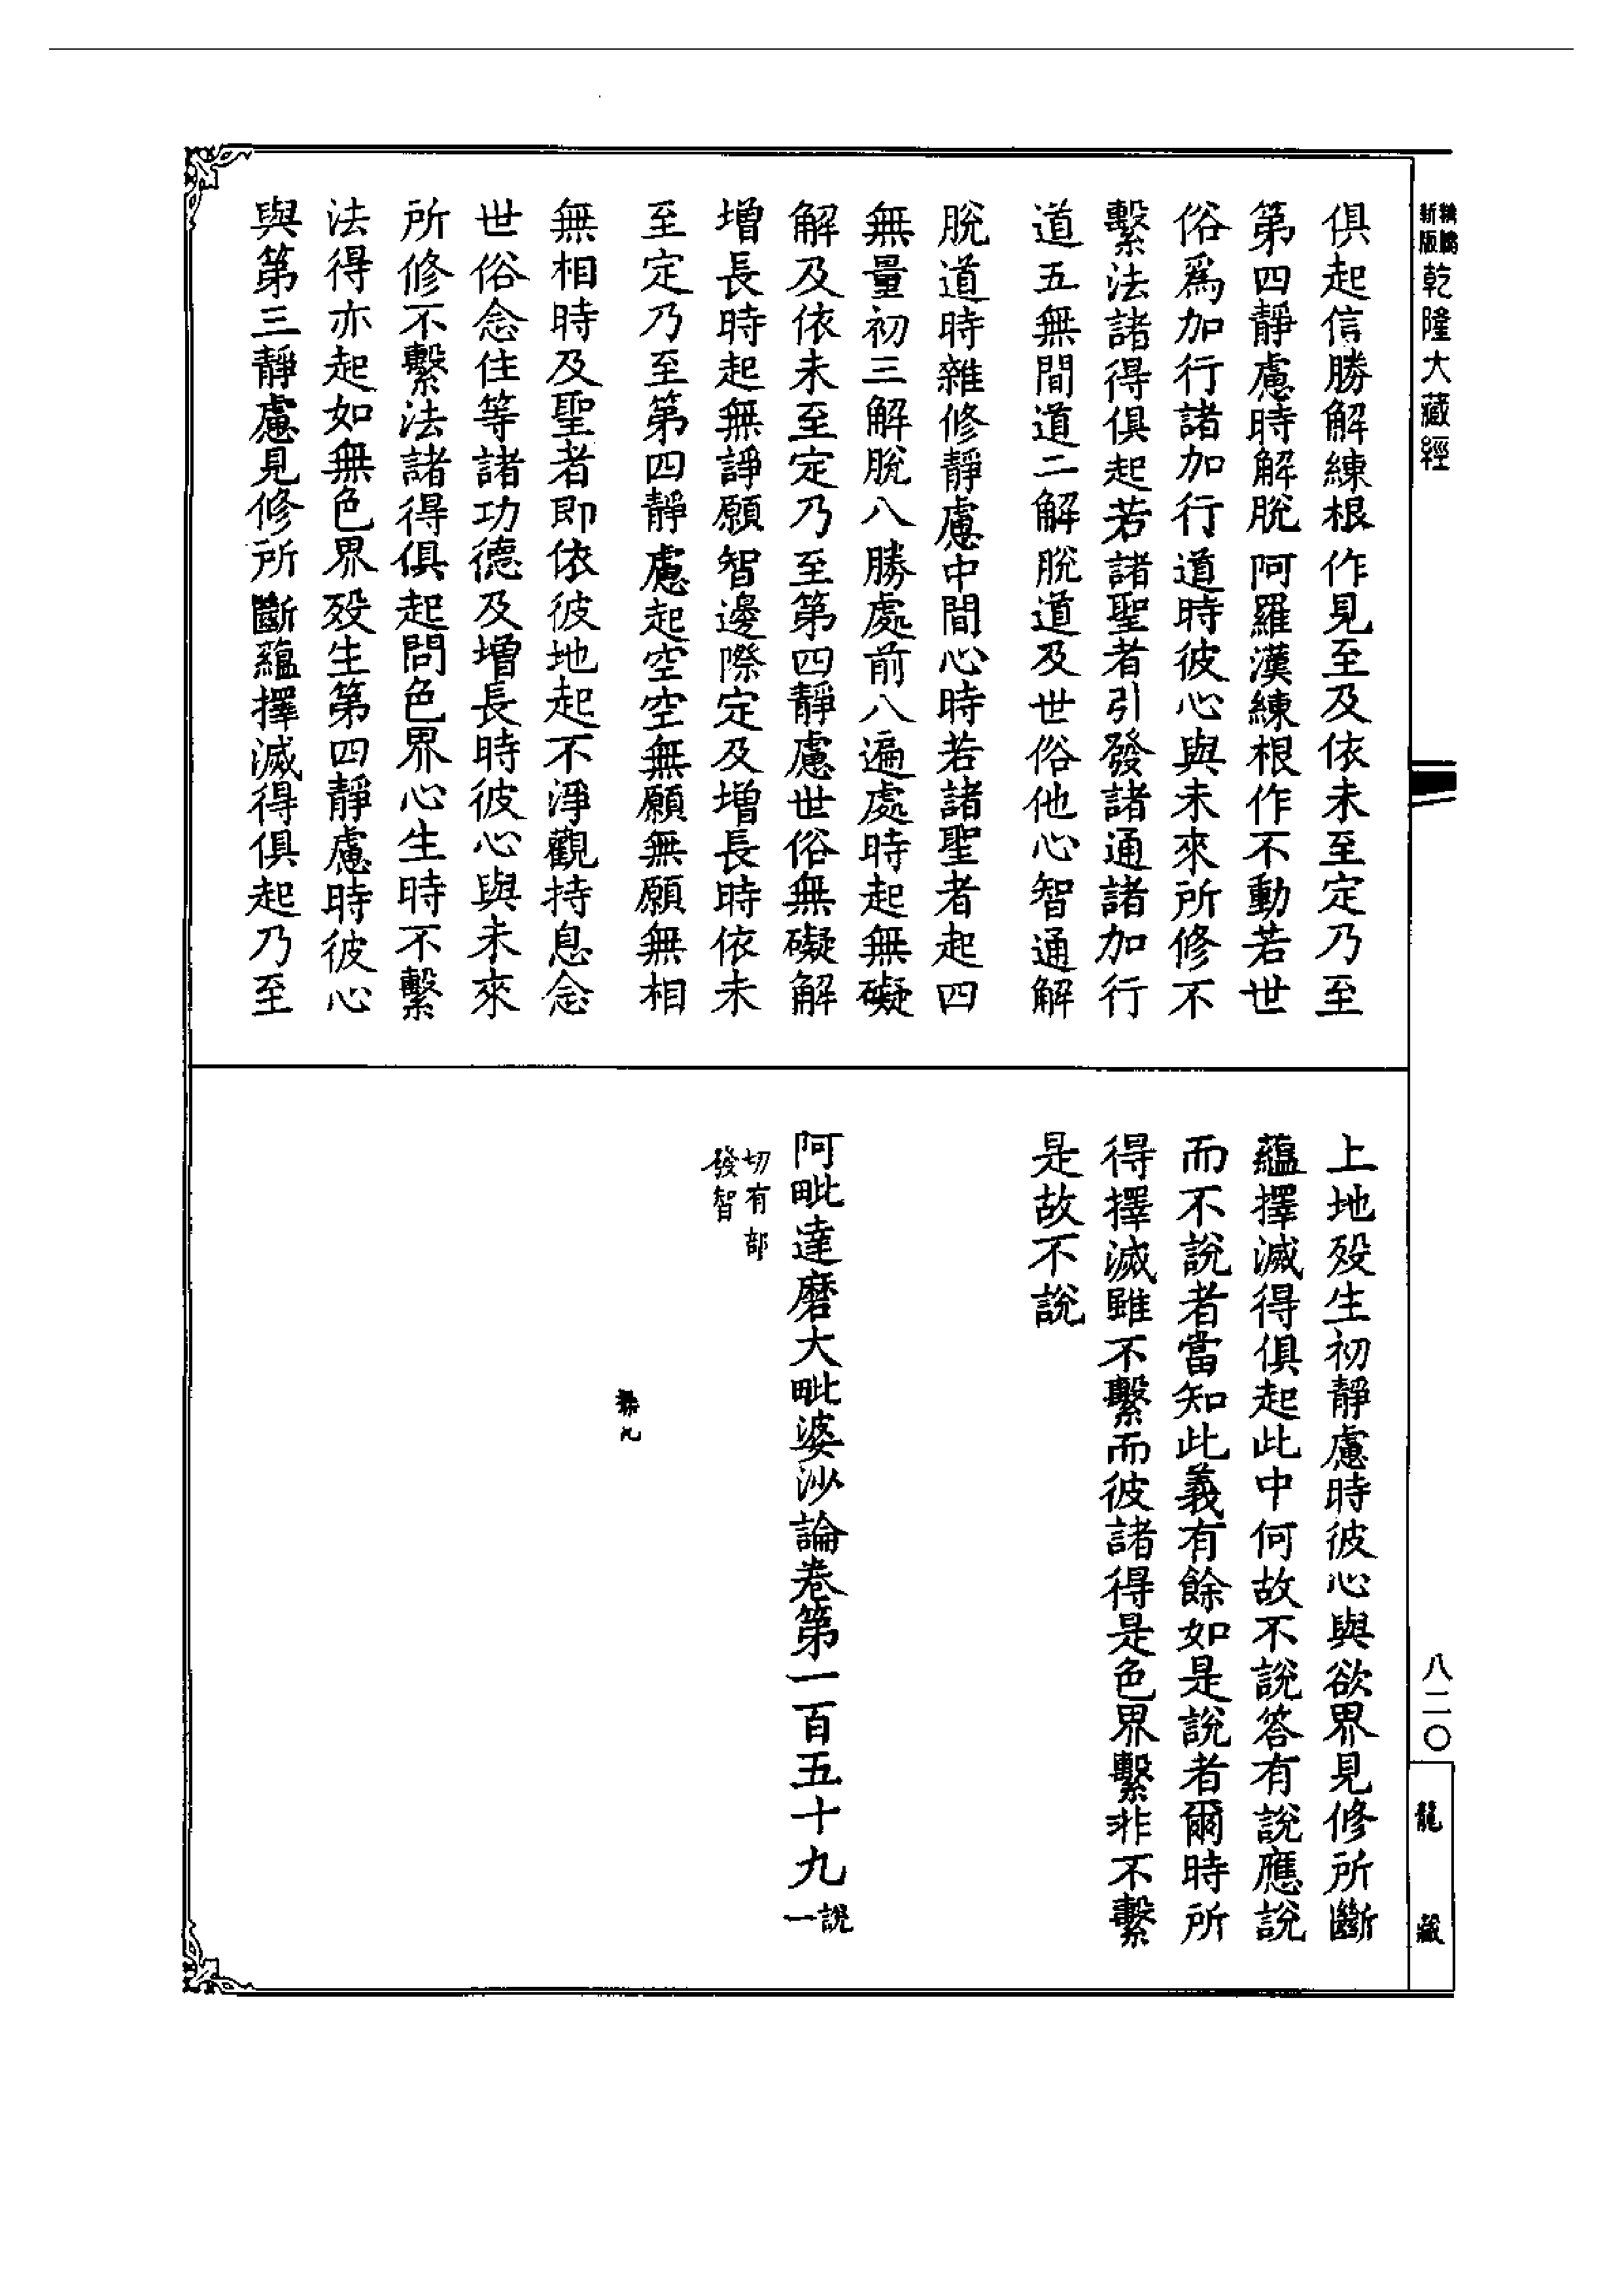 新版
乾隆大藏經
俱起信勝解練根作見至及依未至定乃至
第四靜慮時解脫阿羅漢練根作不動若世
俗爲加行諸加行道時彼心與未來所修不
繫法諸得俱起若諸聖者引發諸通諸加行
道五無間道二解脫道及世俗他心智通解
脫道時雜修靜慮中間心時若諸聖者起四
無量初三解脫八勝處前八遍處時起無礙
解及依未至定乃至第四靜慮世俗無礙解
增長時起無諍願智邊際定及增長時依未
至定乃至第四靜慮起空空無願無願無相
無相時及聖者即依彼地起不淨觀持息念
世俗念住等諸功德及增長時彼心與未來
所修不繫法諸得俱起問色界心生時不繫
法得亦起如無色界歿生第四靜慮時彼心
與第三靜慮見修所斷蘊擇滅得俱起乃至
上地歿生初靜慮時彼心與欲界見修所斷
蘊擇滅得俱起此中何故不說答有說應說
而不說者當知此義有餘如是說者爾時所
得擇滅雖不繫而彼諸得是色界繫非不繫
是故不說
阿毗達磨大毗婆沙論卷第一百五十九說一
切有部
發智
八二〇
龍藏